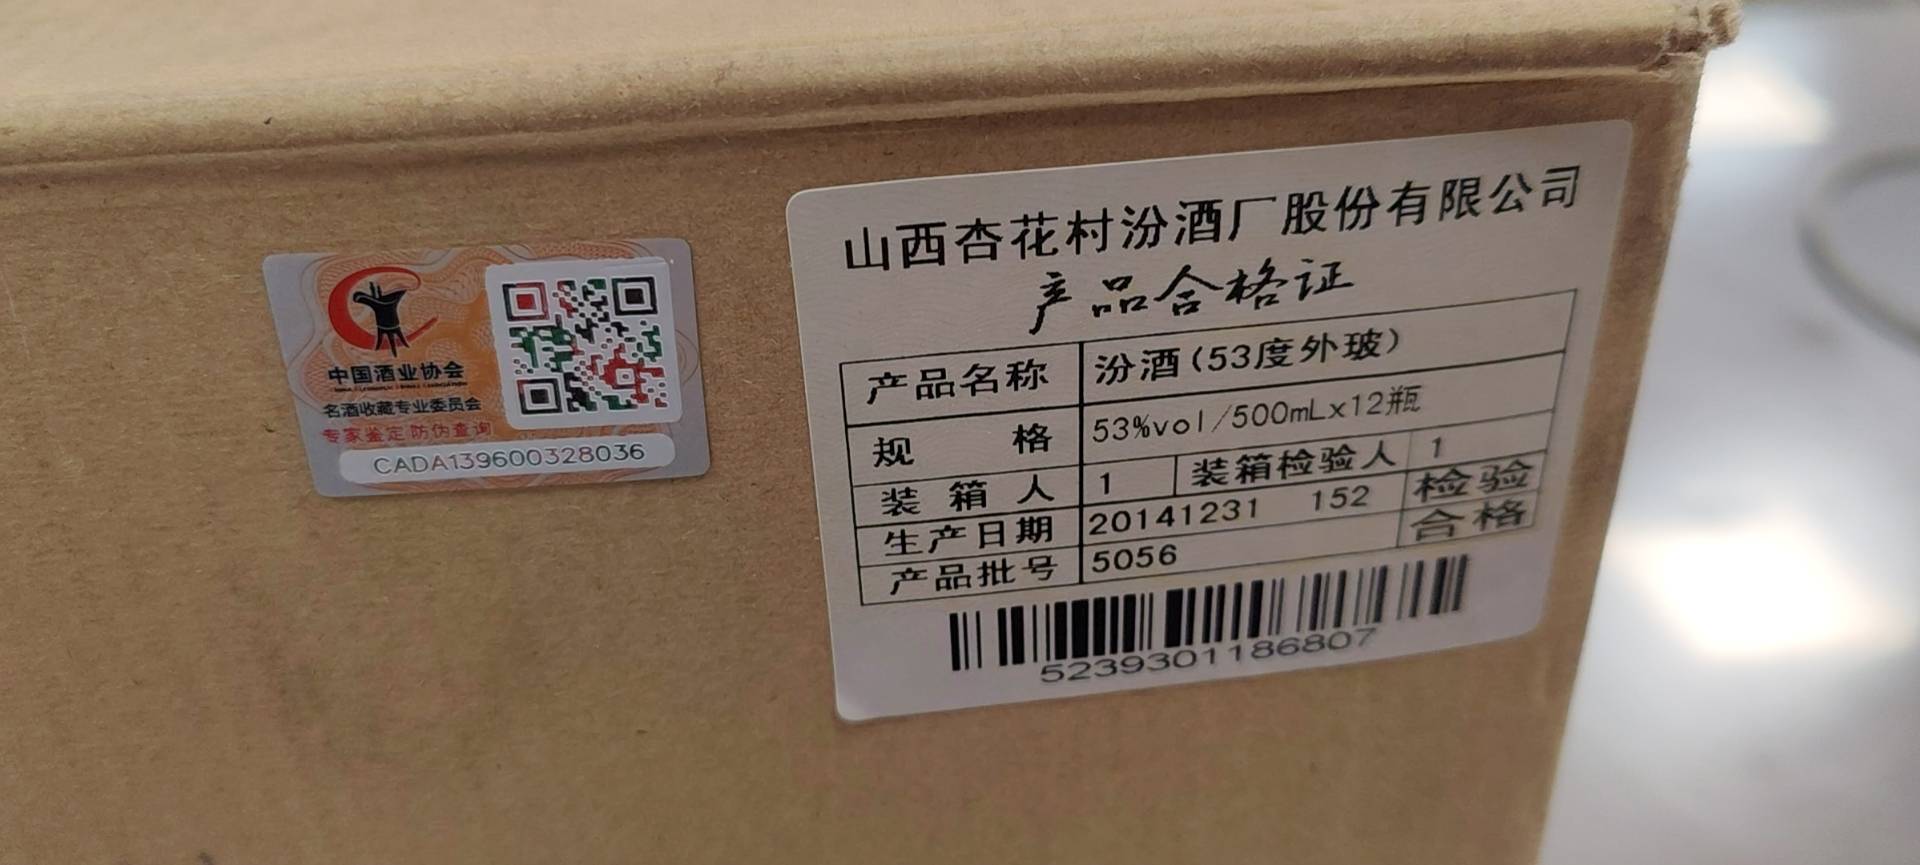 中国酒业协会
名酒收藏专业委员会
专家鉴定 防伪查询
CADA139600328036
山西杏花村汾酒厂股份有限公司
产品合格证
产品名称 汾酒(53度外玻)
规格 53%vol/500mLx12瓶
装箱人 1 装箱检验人 1
生产日期 20141231 152 检验
产品批号 5056 合格
5239301186807